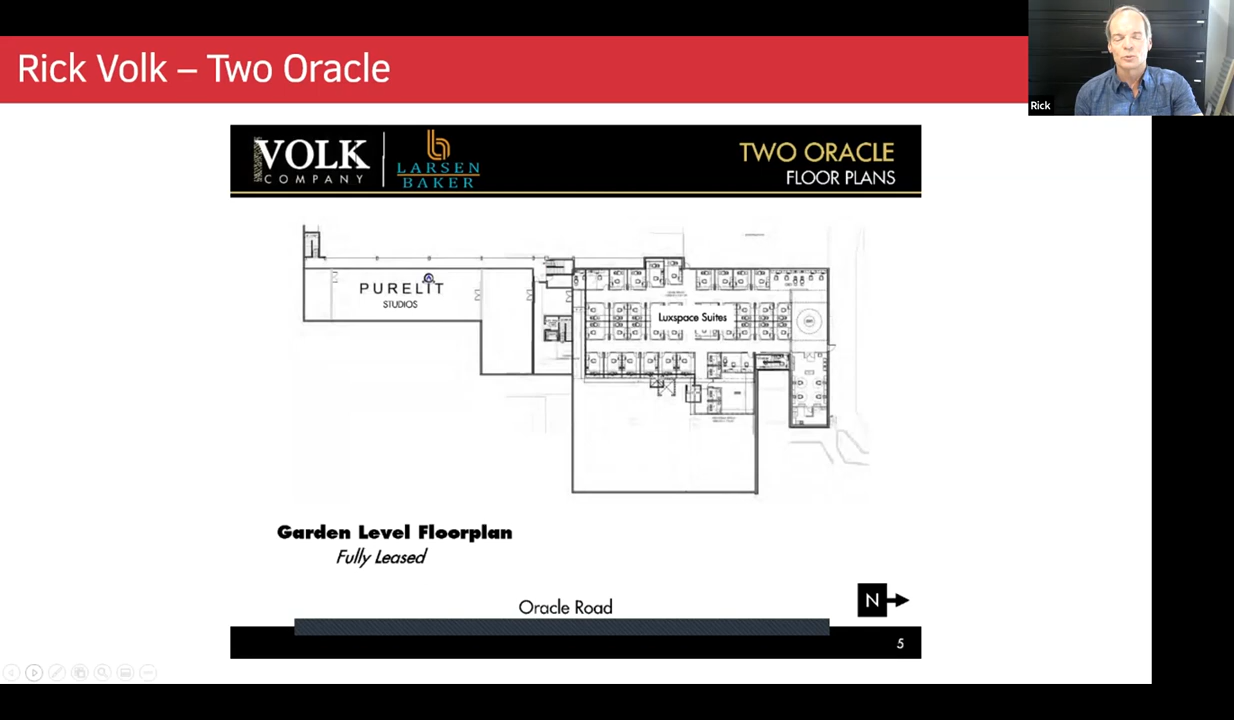 Rick Volk – Two Oracle
Rick
VOLK
COMPANY
LARSEN
BAKER
TWO ORACLE
FLOOR PLANS
PURELIT
STUDIOS
Luxspace Suites
Garden Level Floorplan
Fully Leased
Oracle Road
N
5